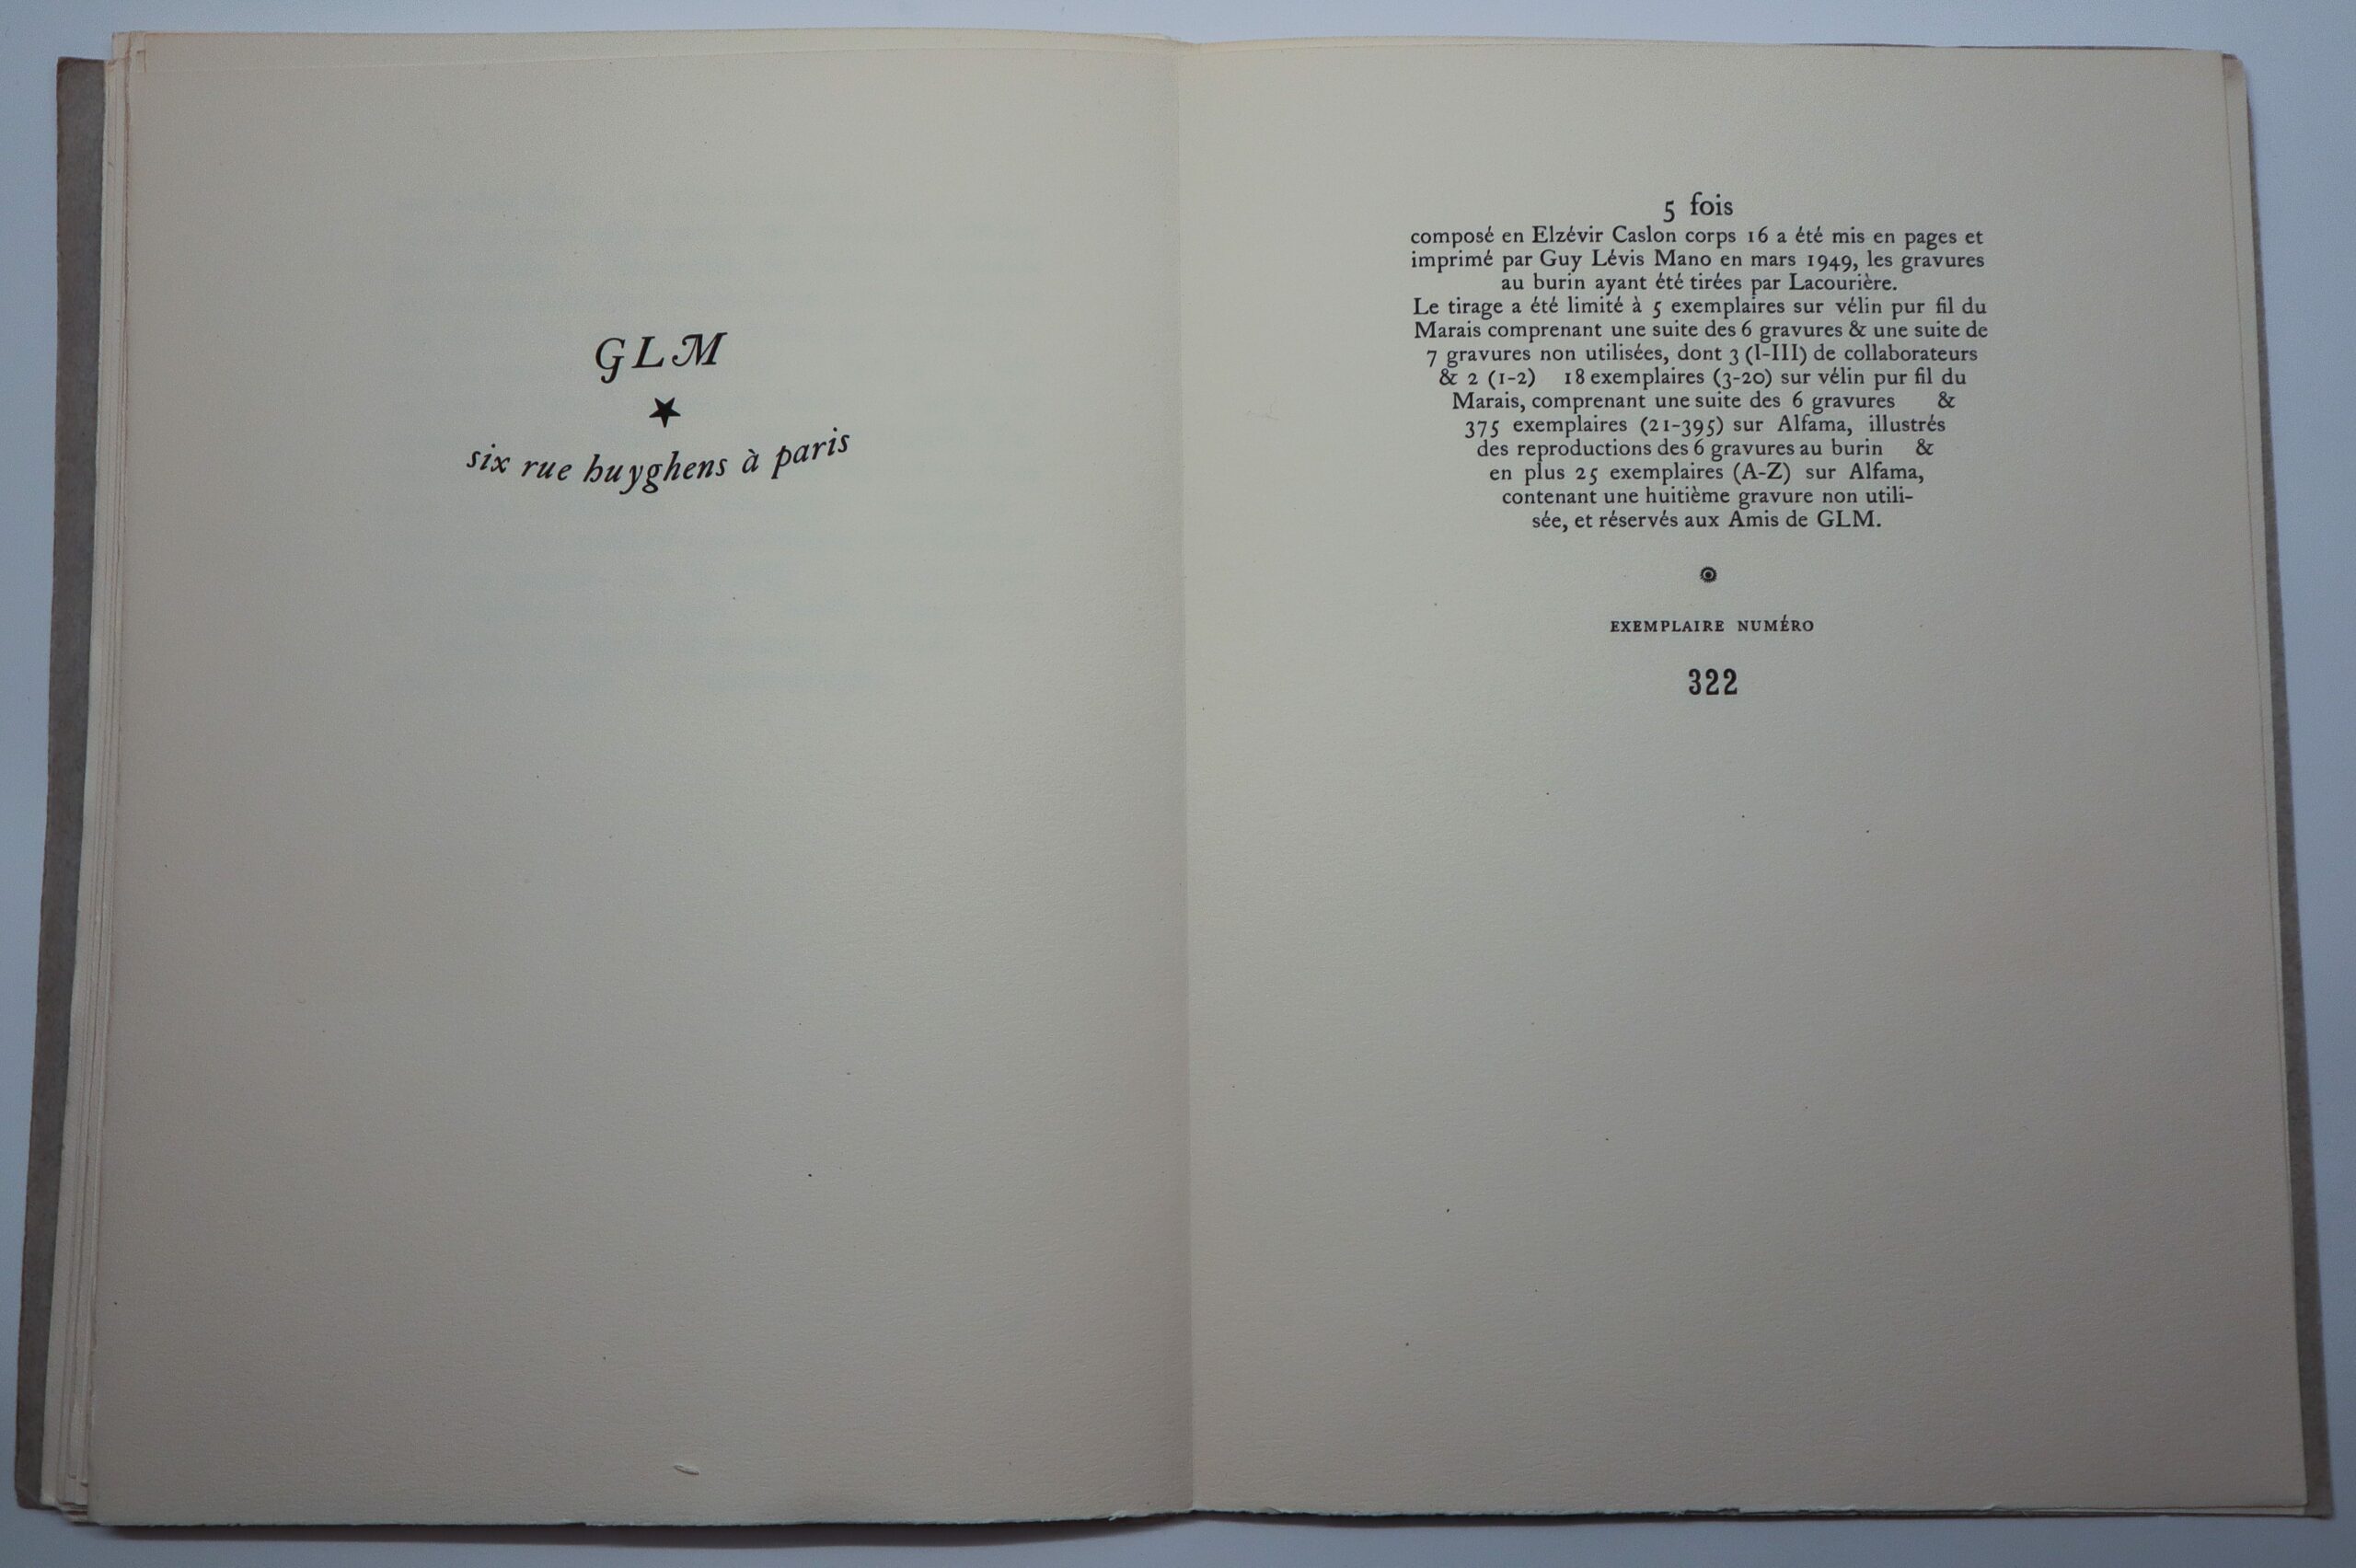 GLM
★
six rue huyghens à paris
5 fois
composé en Elzévir Caslon corps 16 a été mis en pages et
imprimé par Guy Lévis Mano en mars 1949, les gravures
au burin ayant été tirées par Lacourière.
Le tirage a été limité à 5 exemplaires sur vélin pur fil du
Marais comprenant une suite des 6 gravures & une suite de
7 gravures non utilisées, dont 3 (I-III) de collaborateurs
& 2 (1-2) 18 exemplaires (3-20) sur vélin pur fil du
Marais, comprenant une suite des 6 gravures &
375 exemplaires (21-395) sur Alfama, illustrés
des reproductions des 6 gravures au burin &
en plus 25 exemplaires (A-Z) sur Alfama,
contenant une huitième gravure non utili-
sée, et réservés aux Amis de GLM.
EXEMPLAIRE NUMÉRO
322